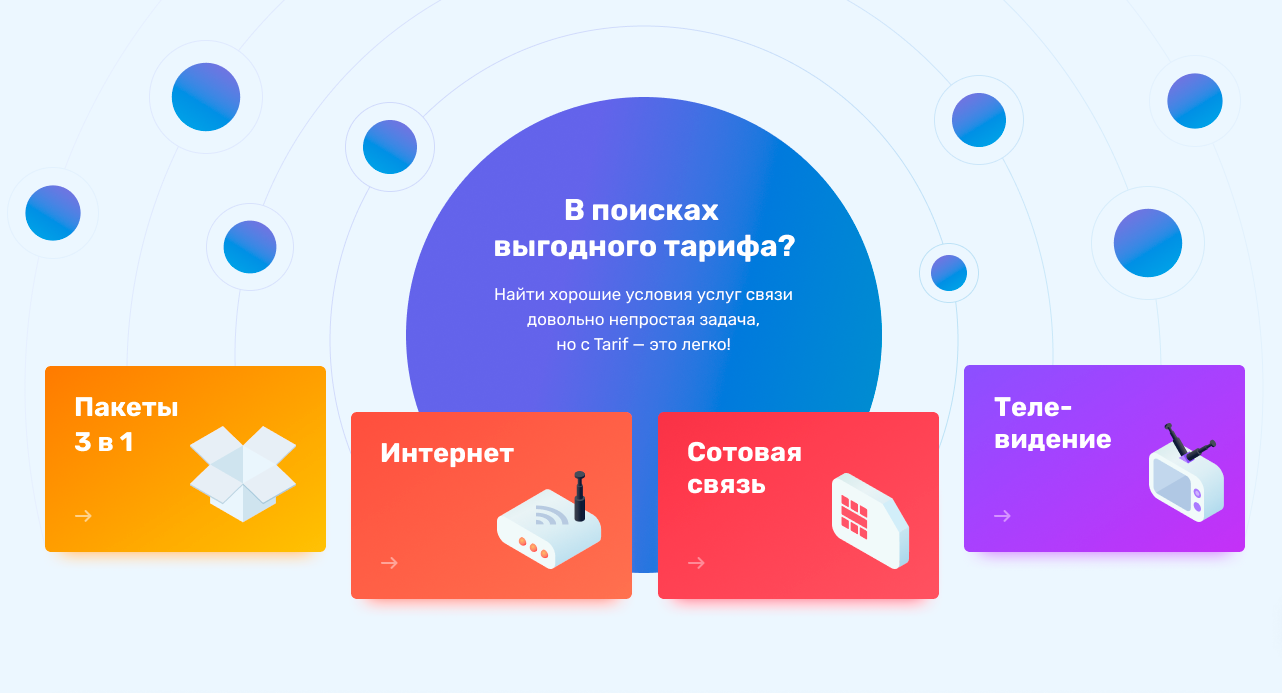 В поисках
выгодного тарифа?
Найти хорошие условия услуг связи
довольно непростая задача,
но с Tarif — это легко!
Пакеты
3 в 1
Интернет
Сотовая
связь
Теле-
видение